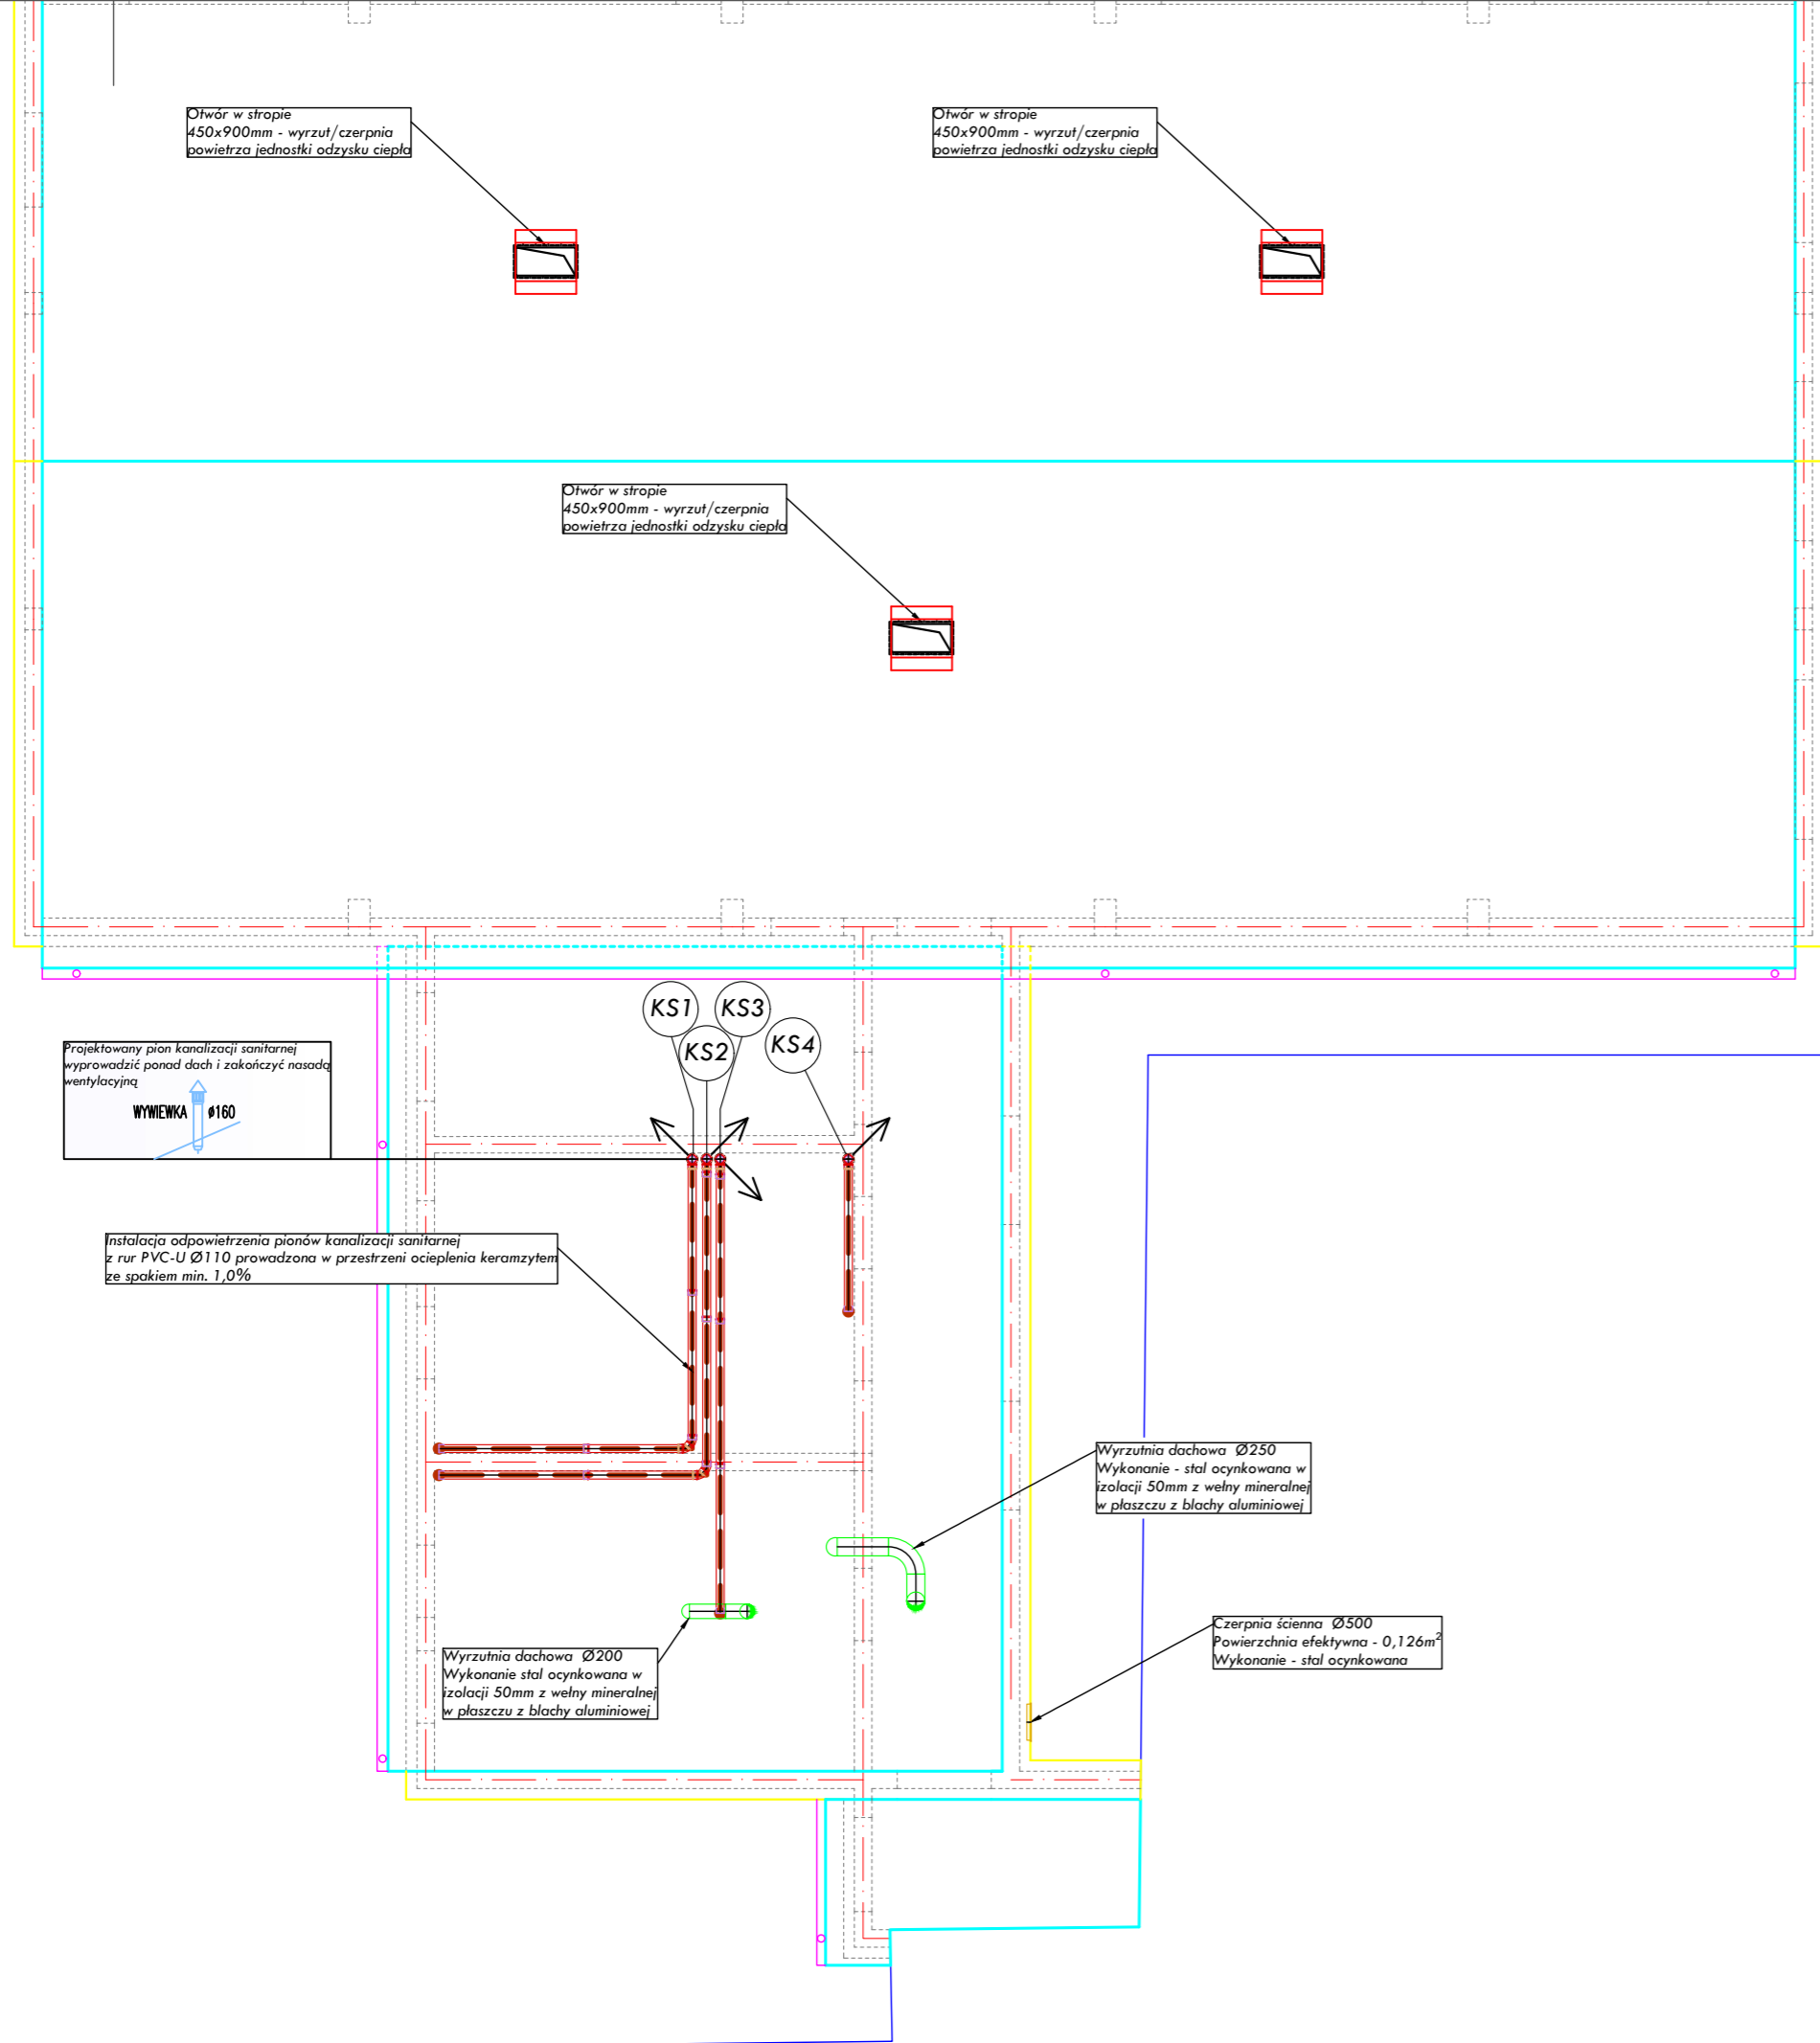 Otwór w stropie
450x900mm - wyrzut/czerpnia
powietrza jednostki odzysku ciepła
Otwór w stropie
450x900mm - wyrzut/czerpnia
powietrza jednostki odzysku ciepła
Otwór w stropie
450x900mm - wyrzut/czerpnia
powietrza jednostki odzysku ciepła
KS1
KS3
KS2
KS4
Projektowany pion kanalizacji sanitarnej
wyprowadzić ponad dach i zakończyć nasadą
wentylacyjną
WYWIEWKA ø160
Instalacja odpowietrzenia pionów kanalizacji sanitarnej
z rur PVC-U Ø110 prowadzona w przestrzeni ocieplenia keramzytem
ze spakiem min. 1,0%
Wyrzutnia dachowa Ø250
Wykonanie - stal ocynkowana w
izolacji 50mm z wełny mineralnej
w płaszczu z blachy aluminiowej
Czerpnia ścienna Ø500
Powierzchnia efektywna - 0,126m²
Wykonanie - stal ocynkowana
Wyrzutnia dachowa Ø200
Wykonanie stal ocynkowana w
izolacji 50mm z wełny mineralnej
w płaszczu z blachy aluminiowej